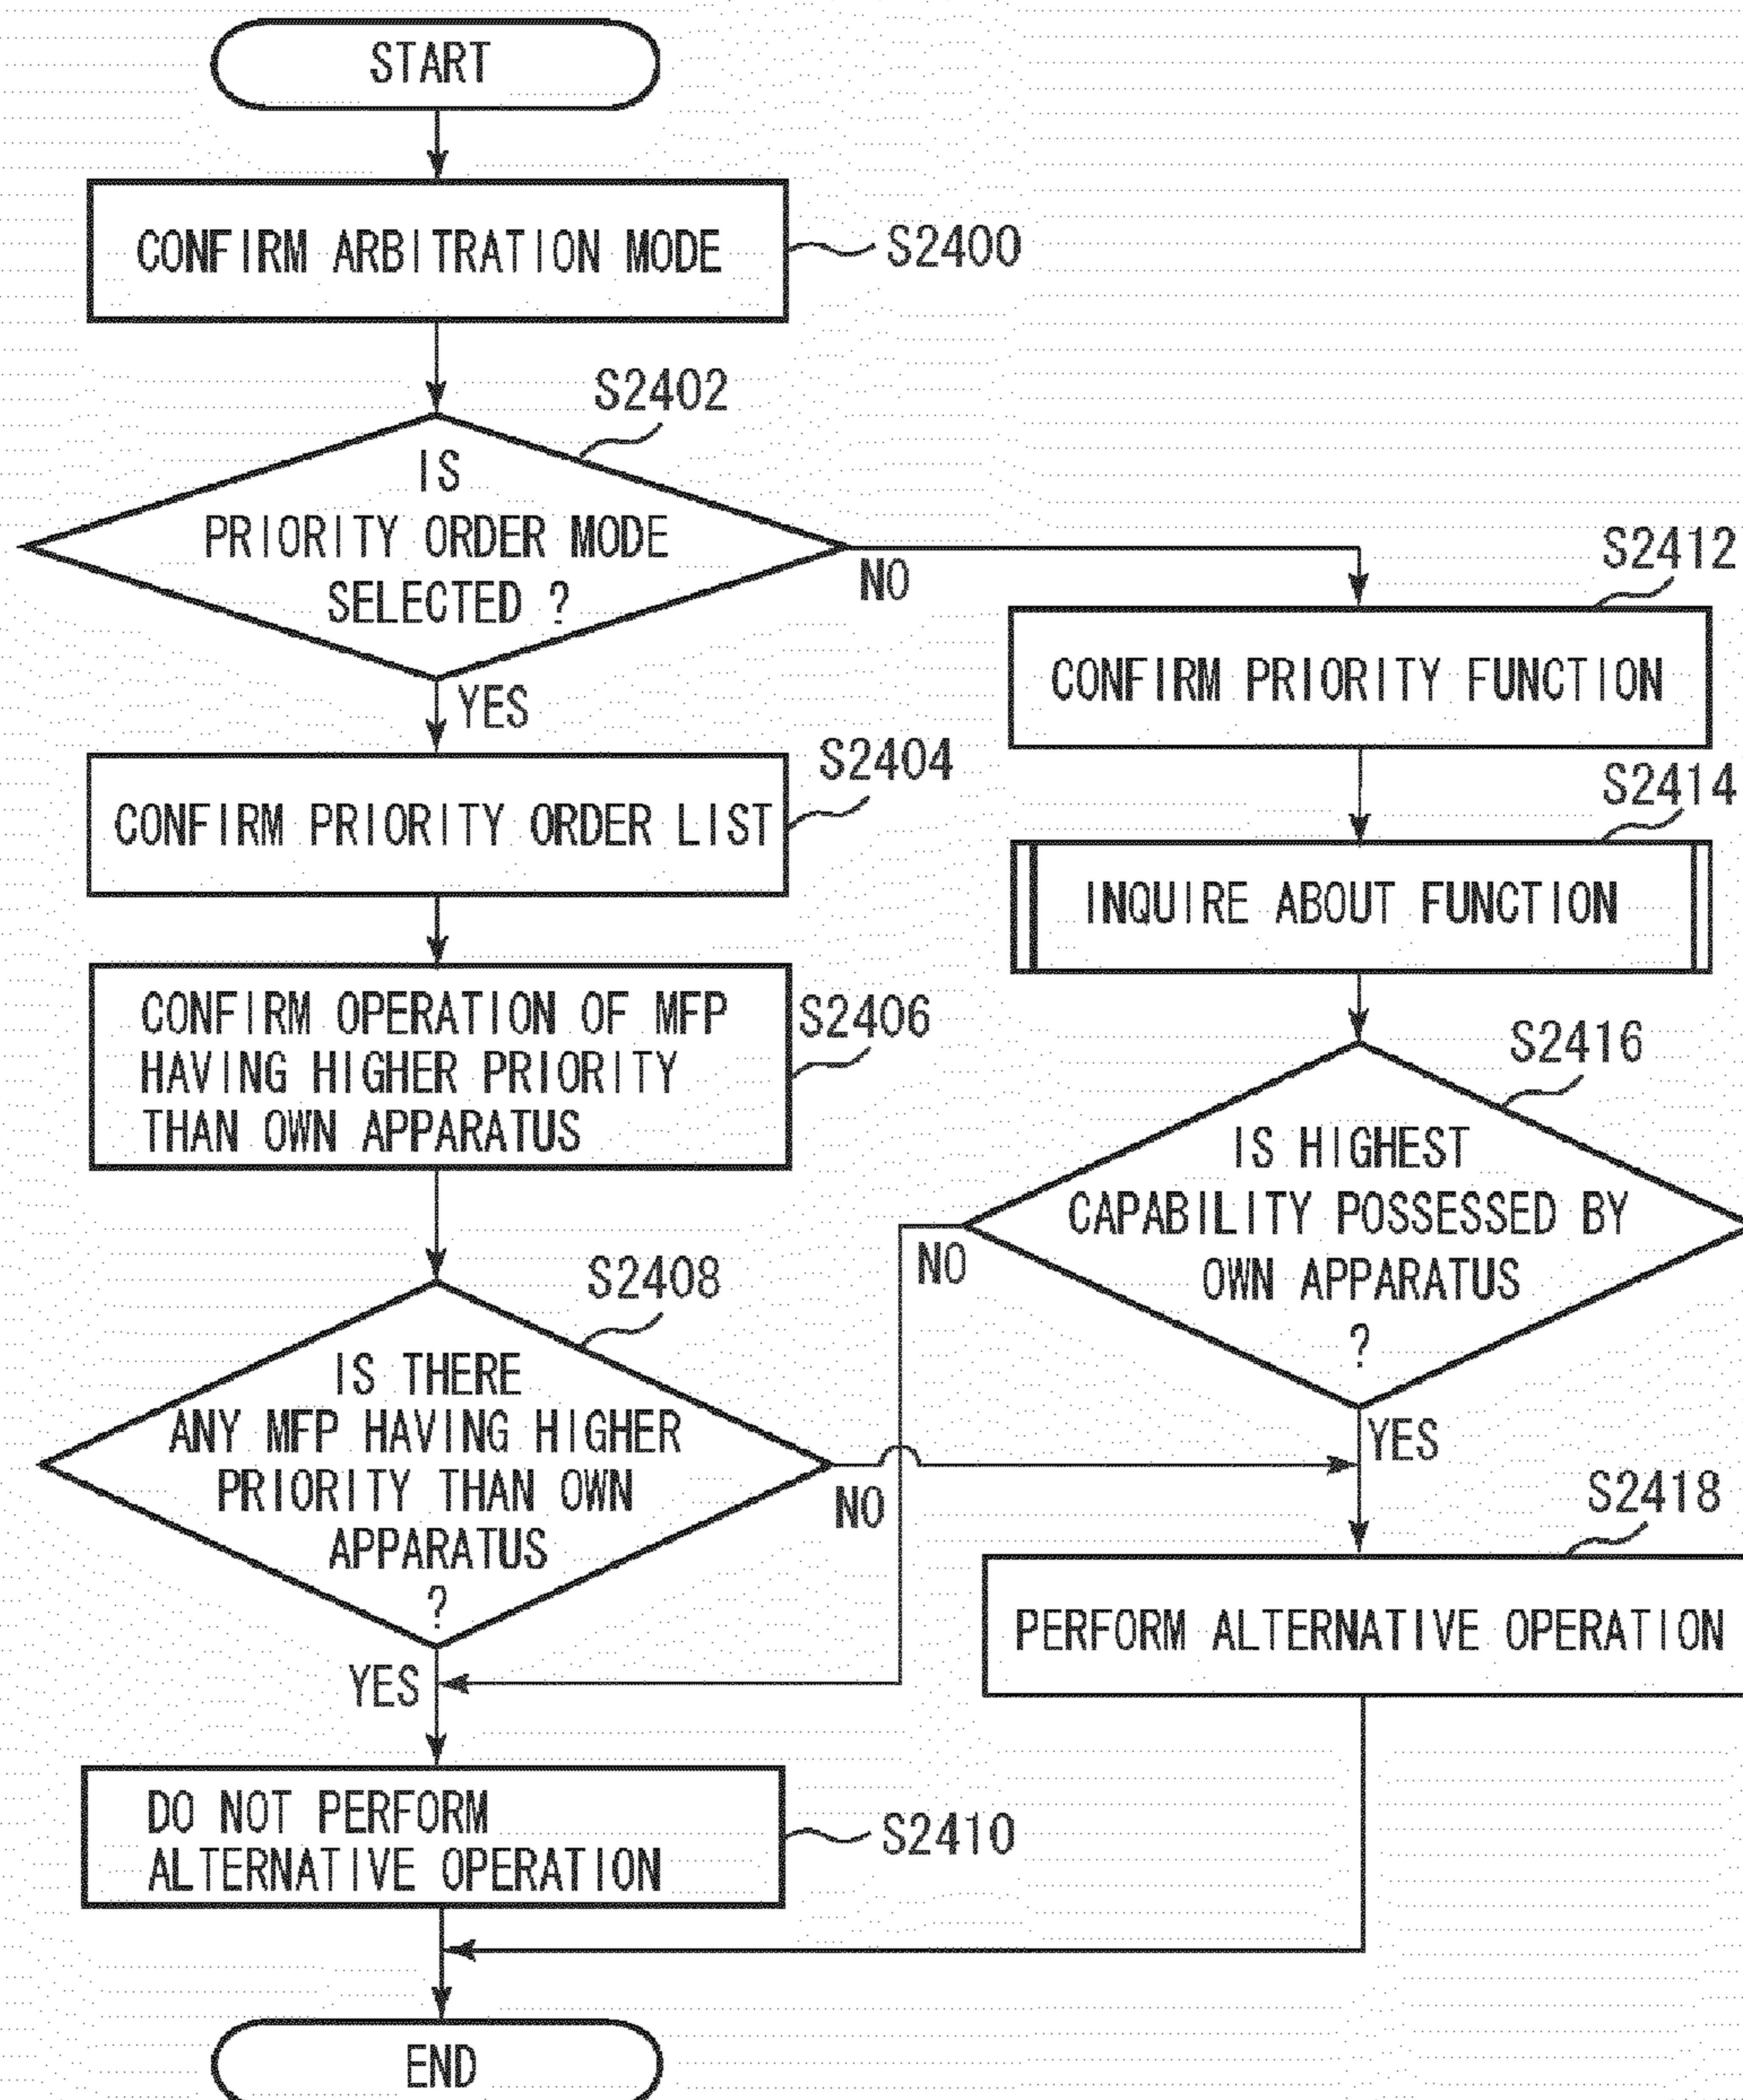 START
CONFIRM ARBITRATION MODE
S2400
S2402
IS
PRIORITY ORDER MODE
SELECTED ?
NO
YES
S2404
CONFIRM PRIORITY ORDER LIST
S2406
CONFIRM OPERATION OF MFP
HAVING HIGHER PRIORITY
THAN OWN APPARATUS
S2408
IS THERE
ANY MFP HAVING HIGHER
PRIORITY THAN OWN
APPARATUS
?
NO
YES
DO NOT PERFORM
ALTERNATIVE OPERATION
S2410
S2412
CONFIRM PRIORITY FUNCTION
S2414
INQUIRE ABOUT FUNCTION
S2416
IS HIGHEST
CAPABILITY POSSESSED BY
OWN APPARATUS
?
NO
YES
S2418
PERFORM ALTERNATIVE OPERATION
END